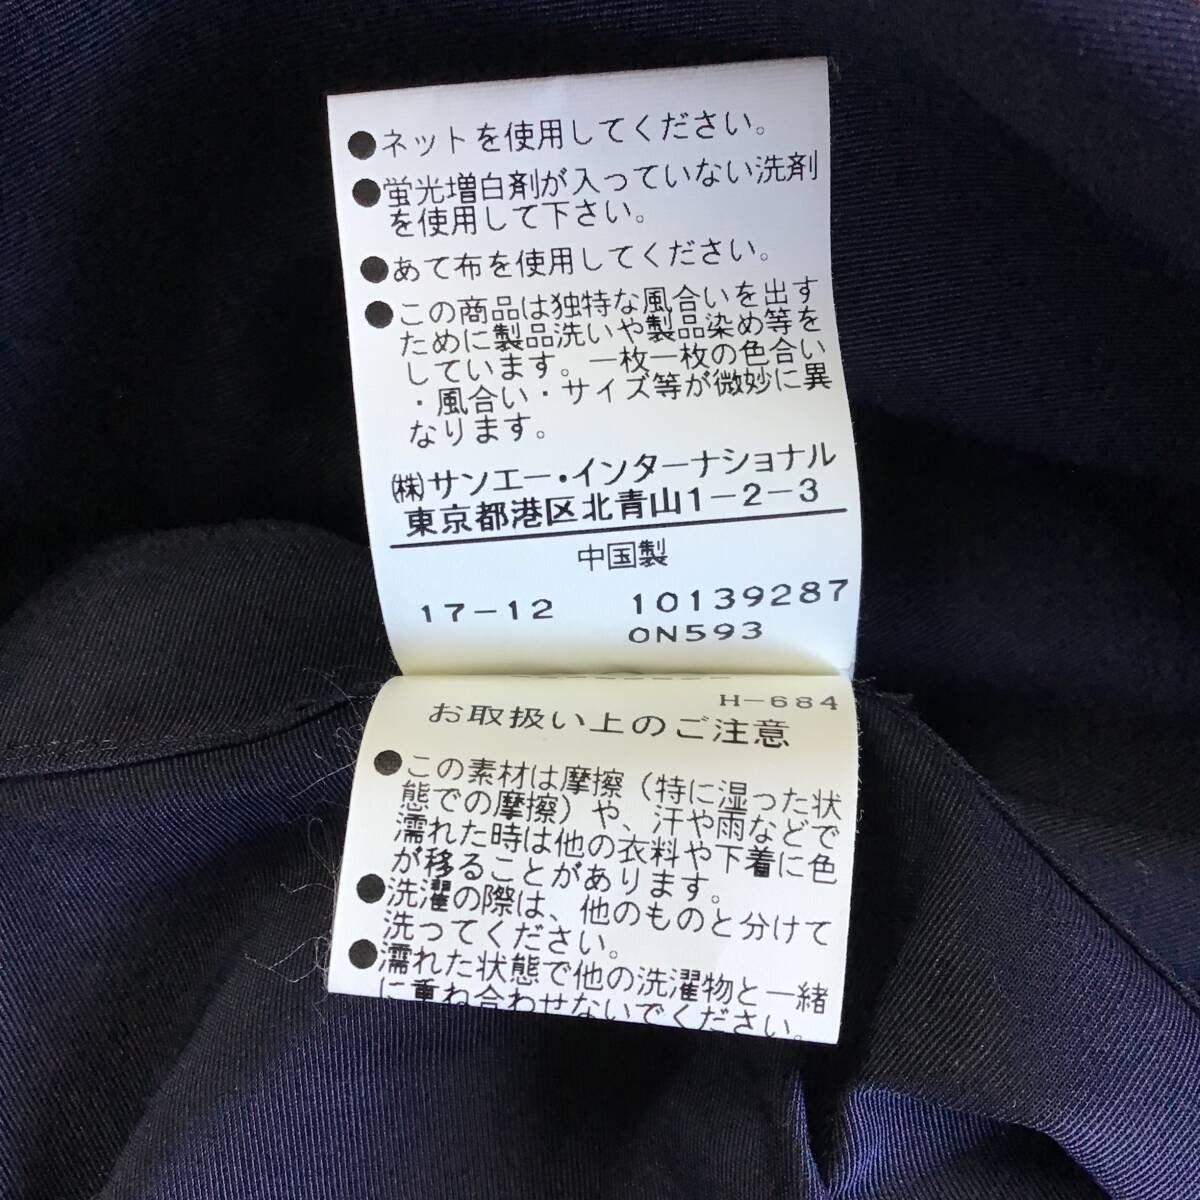 ●ネットを使用してください。
●蛍光増白剤が入っていない洗剤
を使用して下さい。
●あて布を使用してください。
●この商品は独特な風合いを出す
ために製品洗いや製品染め等を
しています。一枚一枚の色合い
・風合い・サイズ等が微妙に異
なります。
㈱サンエー・インターナショナル
東京都港区北青山1-2-3
中国製
17-12 10139287
0N593
H-684
お取扱い上のご注意
●この素材は摩擦（特に湿った状
態での摩擦）や、汗や雨などで
濡れた時は他の衣料や下着に色
が移ることがあります。
●洗濯の際は、他のものと分けて
洗ってください。
●濡れた状態で他の洗濯物と一緒
に重ね合わせないでください。